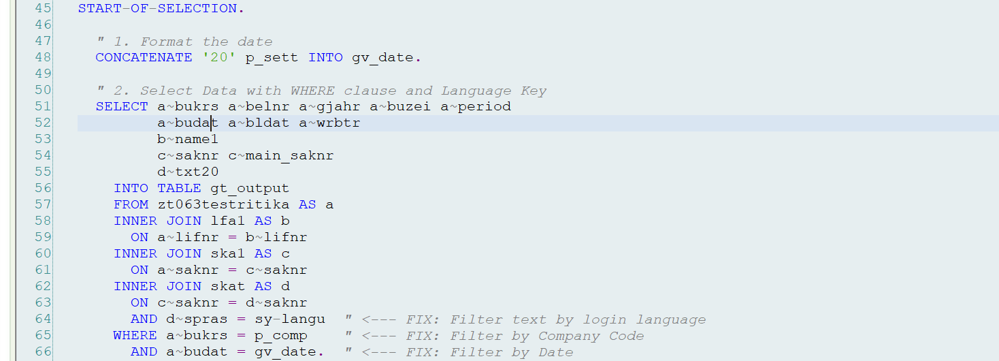 45 START-OF-SELECTION.
46
47 " 1. Format the date
48 CONCATENATE '20' p_sett INTO gv_date.
49
50 " 2. Select Data with WHERE clause and Language Key
51 SELECT a~bukrs a~belnr a~gjahr a~buzei a~period
52 a~budat a~bldat a~wrbtr
53 b~name1
54 c~saknr c~main_saknr
55 d~txt20
56 INTO TABLE gt_output
57 FROM zt063testritika AS a
58 INNER JOIN lfa1 AS b
59 ON a~lifnr = b~lifnr
60 INNER JOIN ska1 AS c
61 ON a~saknr = c~saknr
62 INNER JOIN skat AS d
63 ON c~saknr = d~saknr
64 AND d~spras = sy-langu " <--- FIX: Filter text by login language
65 WHERE a~bukrs = p_comp " <--- FIX: Filter by Company Code
66 AND a~budat = gv_date. " <--- FIX: Filter by Date